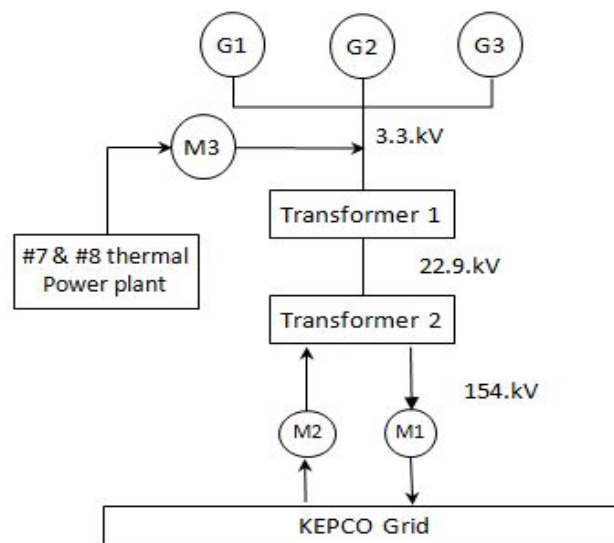 G1
G2
G3
3.3.kV
M3
Transformer 1
#7 & #8 thermal
Power plant
22.9.kV
Transformer 2
154.kV
M2
M1
KEPCO Grid